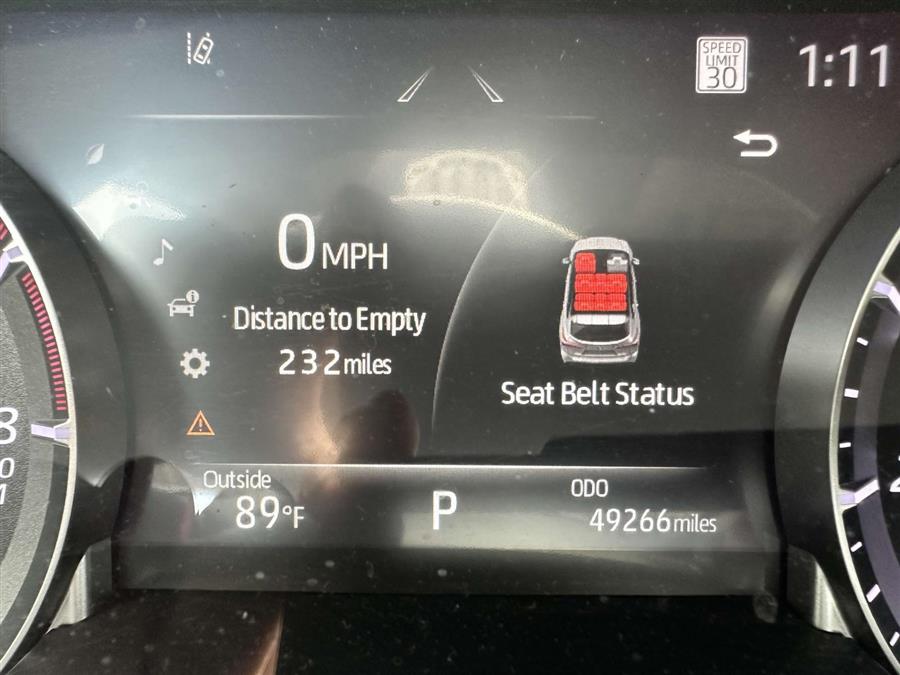 SPEED
LIMIT
30
1:11
0 MPH
Distance to Empty
232 miles
Seat Belt Status
Outside
89°F
P
ODO
49266 miles